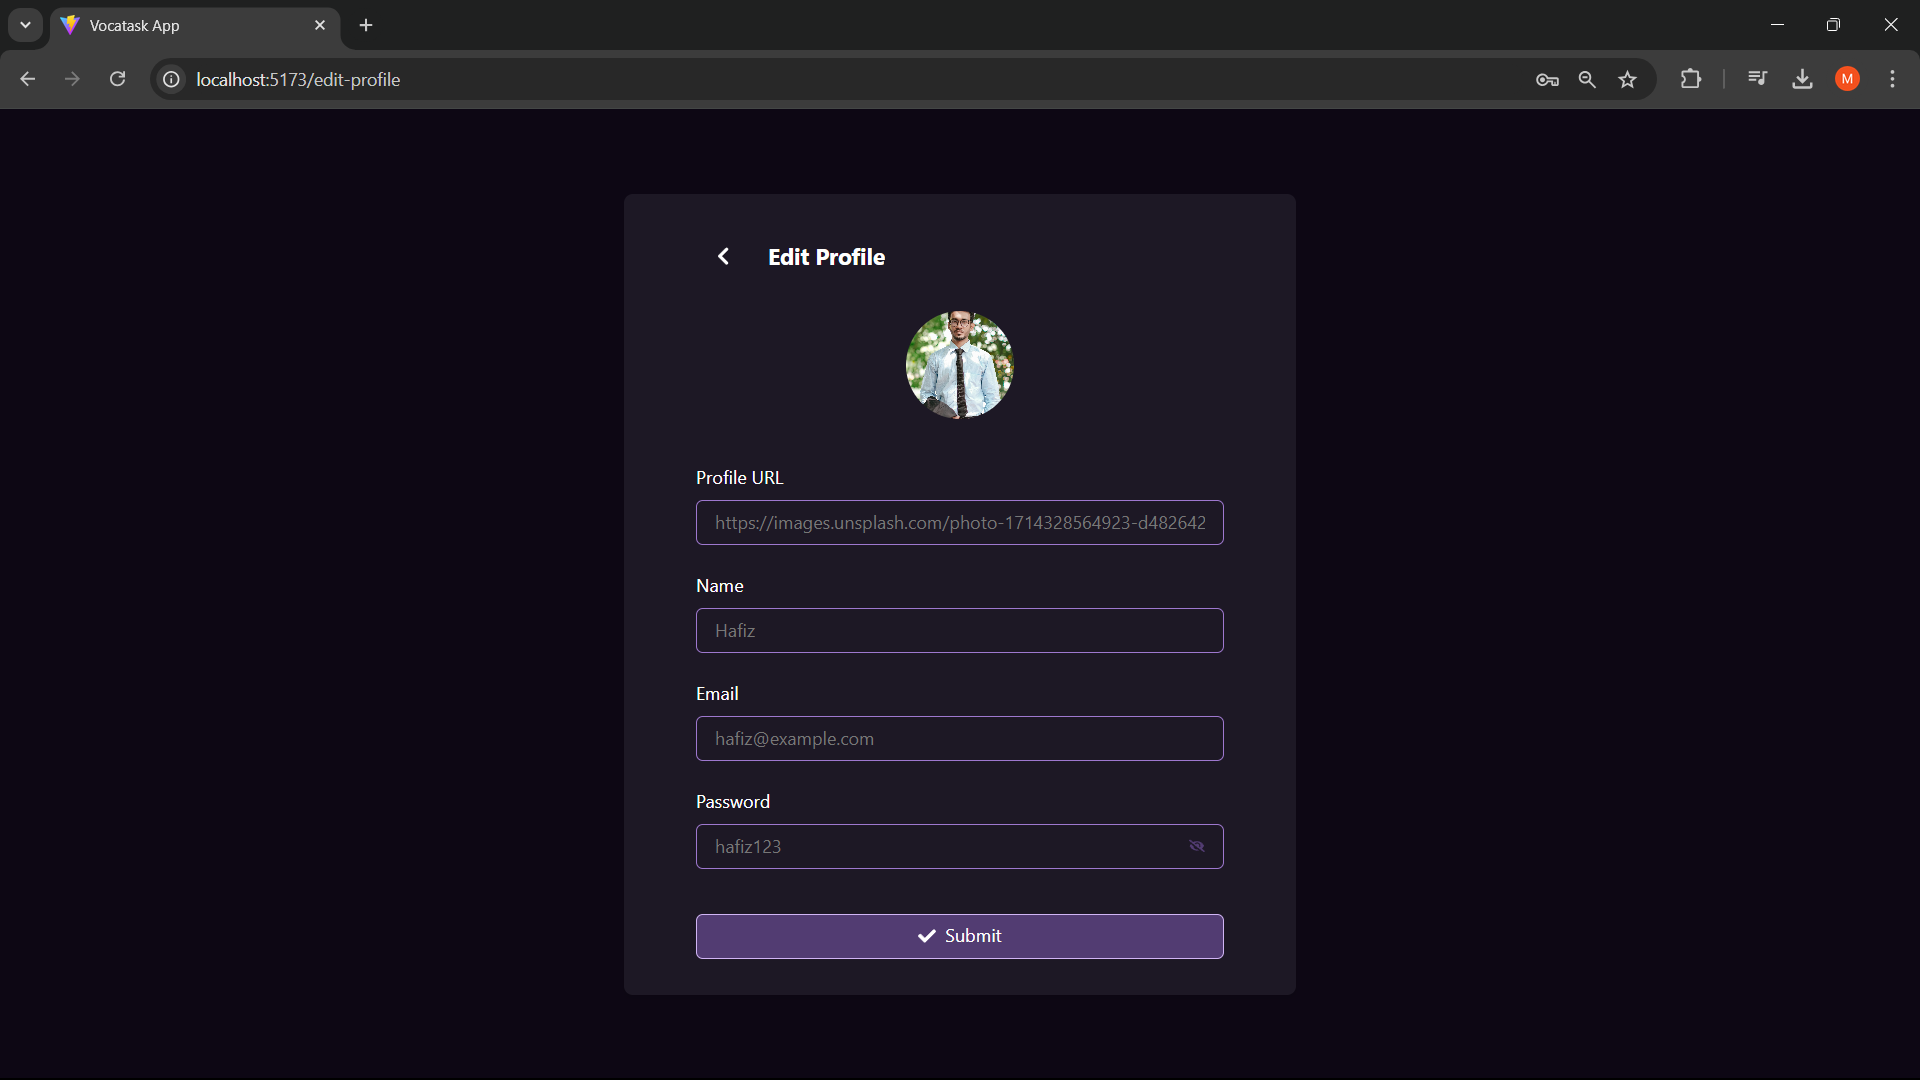 Vocatask App
localhost:5173/edit-profile
M
Edit Profile
Profile URL
https://images.unsplash.com/photo-1714328564923-d482642
Name
Hafiz
Email
hafiz@example.com
Password
hafiz123
Submit